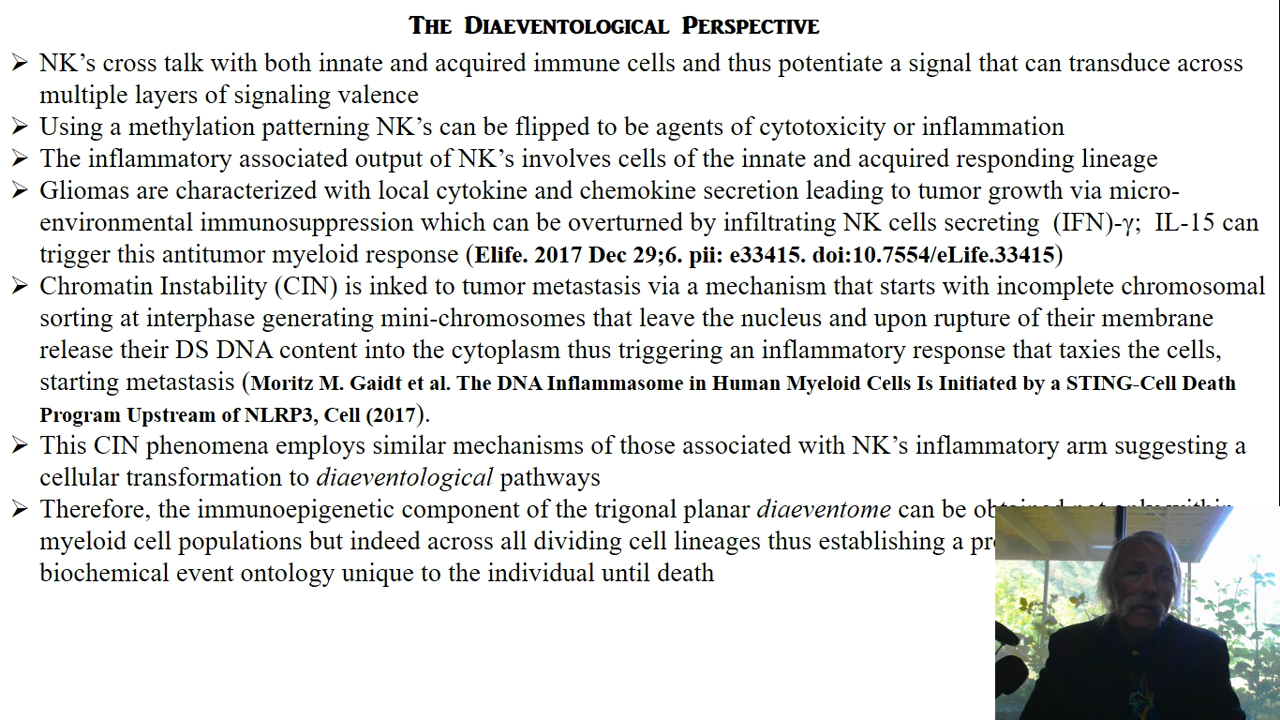 THE DIAEVENTOLOGICAL PERSPECTIVE
➢ NK’s cross talk with both innate and acquired immune cells and thus potentiate a signal that can transduce across
multiple layers of signaling valence
➢ Using a methylation patterning NK’s can be flipped to be agents of cytotoxicity or inflammation
➢ The inflammatory associated output of NK’s involves cells of the innate and acquired responding lineage
➢ Gliomas are characterized with local cytokine and chemokine secretion leading to tumor growth via micro-
environmental immunosuppression which can be overturned by infiltrating NK cells secreting (IFN)-γ; IL-15 can
trigger this antitumor myeloid response (Elife. 2017 Dec 29;6. pii: e33415. doi:10.7554/eLife.33415)
➢ Chromatin Instability (CIN) is inked to tumor metastasis via a mechanism that starts with incomplete chromosomal
sorting at interphase generating mini-chromosomes that leave the nucleus and upon rupture of their membrane
release their DS DNA content into the cytoplasm thus triggering an inflammatory response that taxies the cells,
starting metastasis (Moritz M. Gaidt et al. The DNA Inflammasome in Human Myeloid Cells Is Initiated by a STING-Cell Death
Program Upstream of NLRP3, Cell (2017).
➢ This CIN phenomena employs similar mechanisms of those associated with NK’s inflammatory arm suggesting a
cellular transformation to diaeventological pathways
➢ Therefore, the immunoepigenetic component of the trigonal planar diaeventome can be
myeloid cell populations but indeed across all dividing cell lineages thus establishing a
biochemical event ontology unique to the individual until death